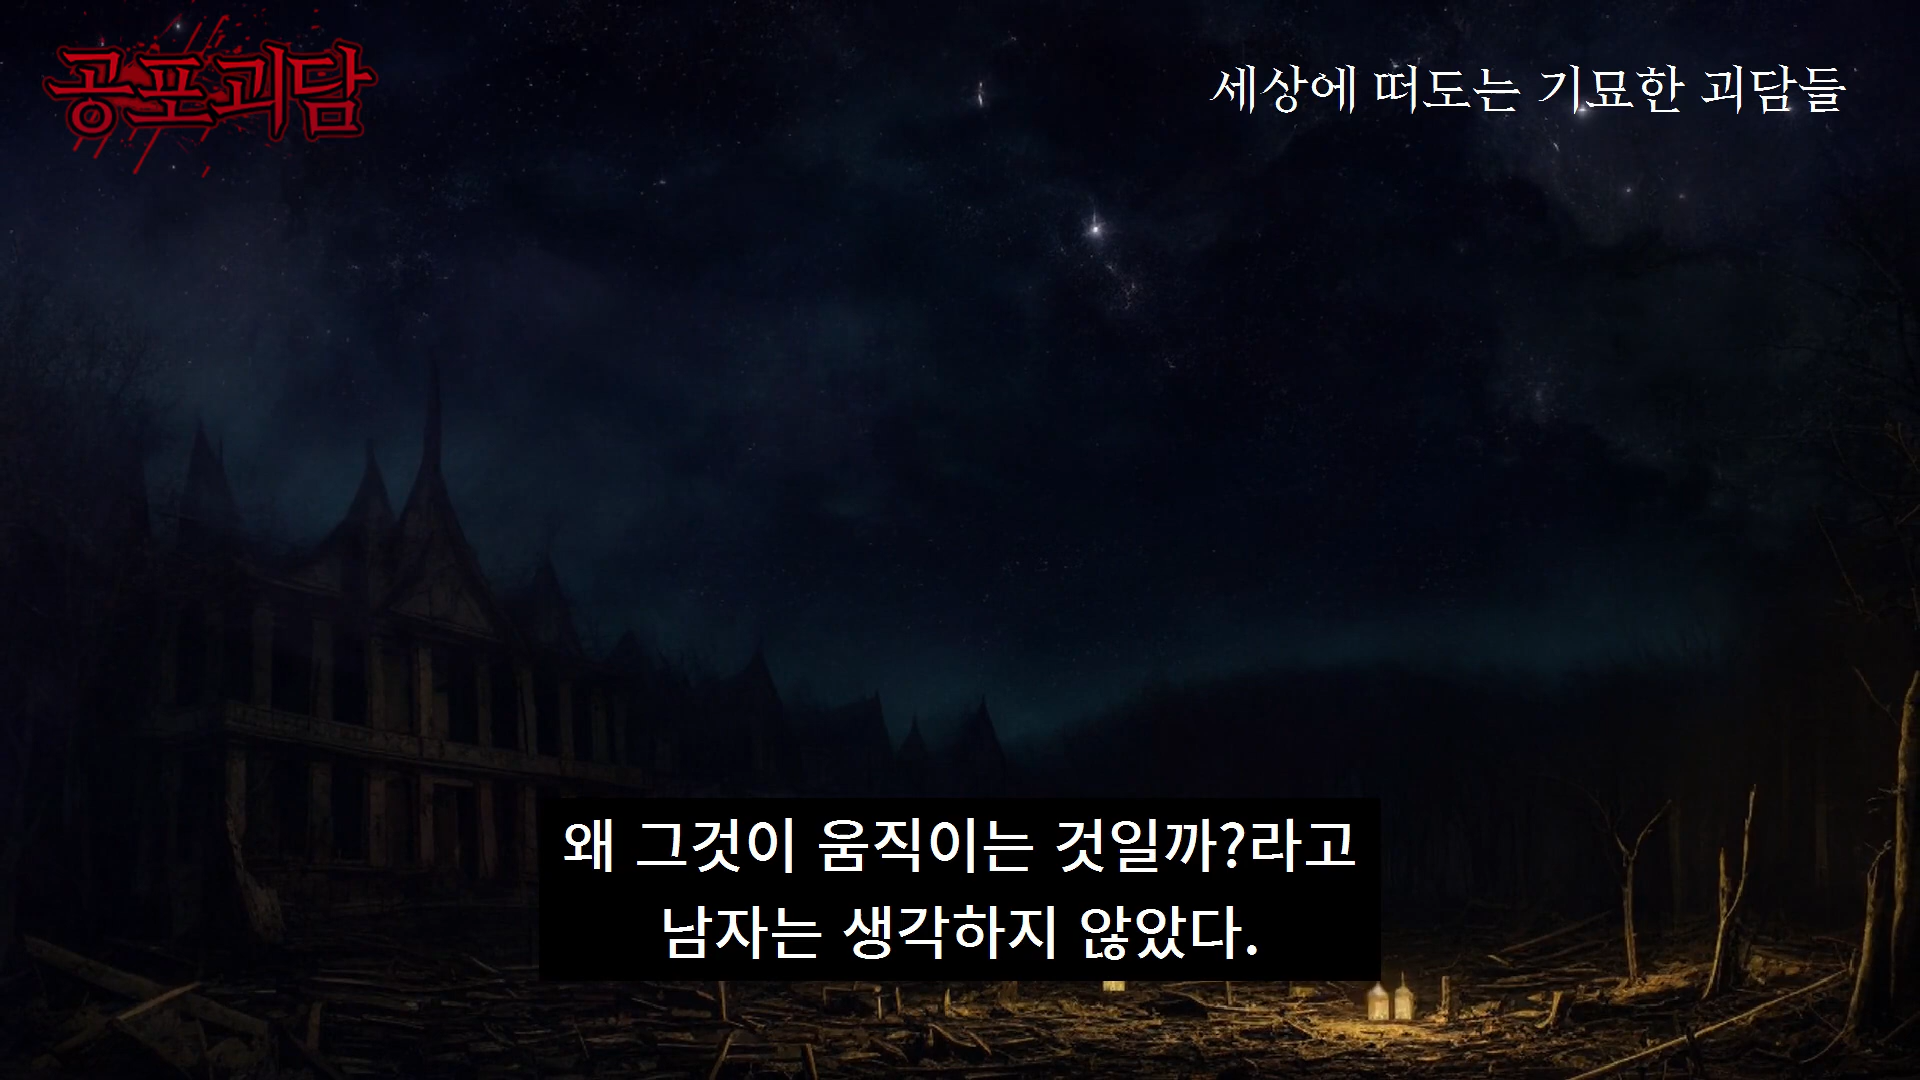 공포괴담
세상에 떠도는 기묘한 괴담들
왜 그것이 움직이는 것일까?라고
남자는 생각하지 않았다.